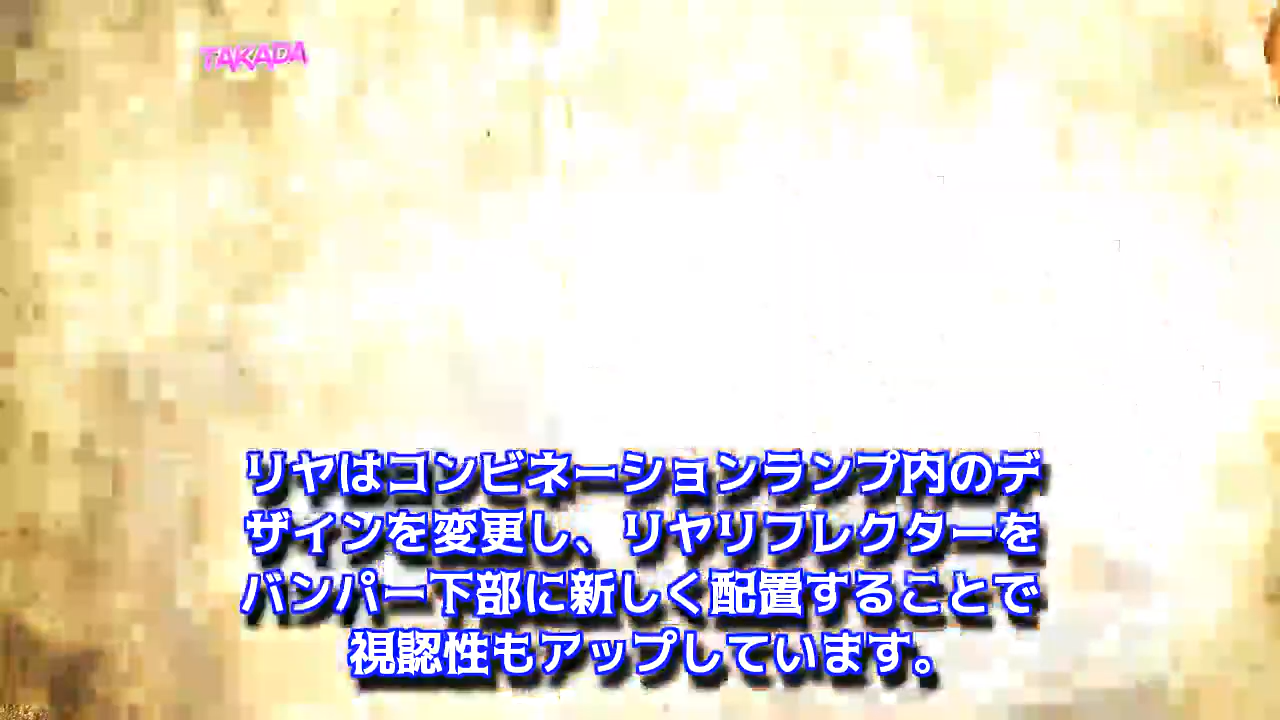 TAKADA
リヤはコンビネーションランプ内のデ
ザインを変更し、リヤリフレクターを
バンパー下部に新しく配置することで
視認性もアップしています。